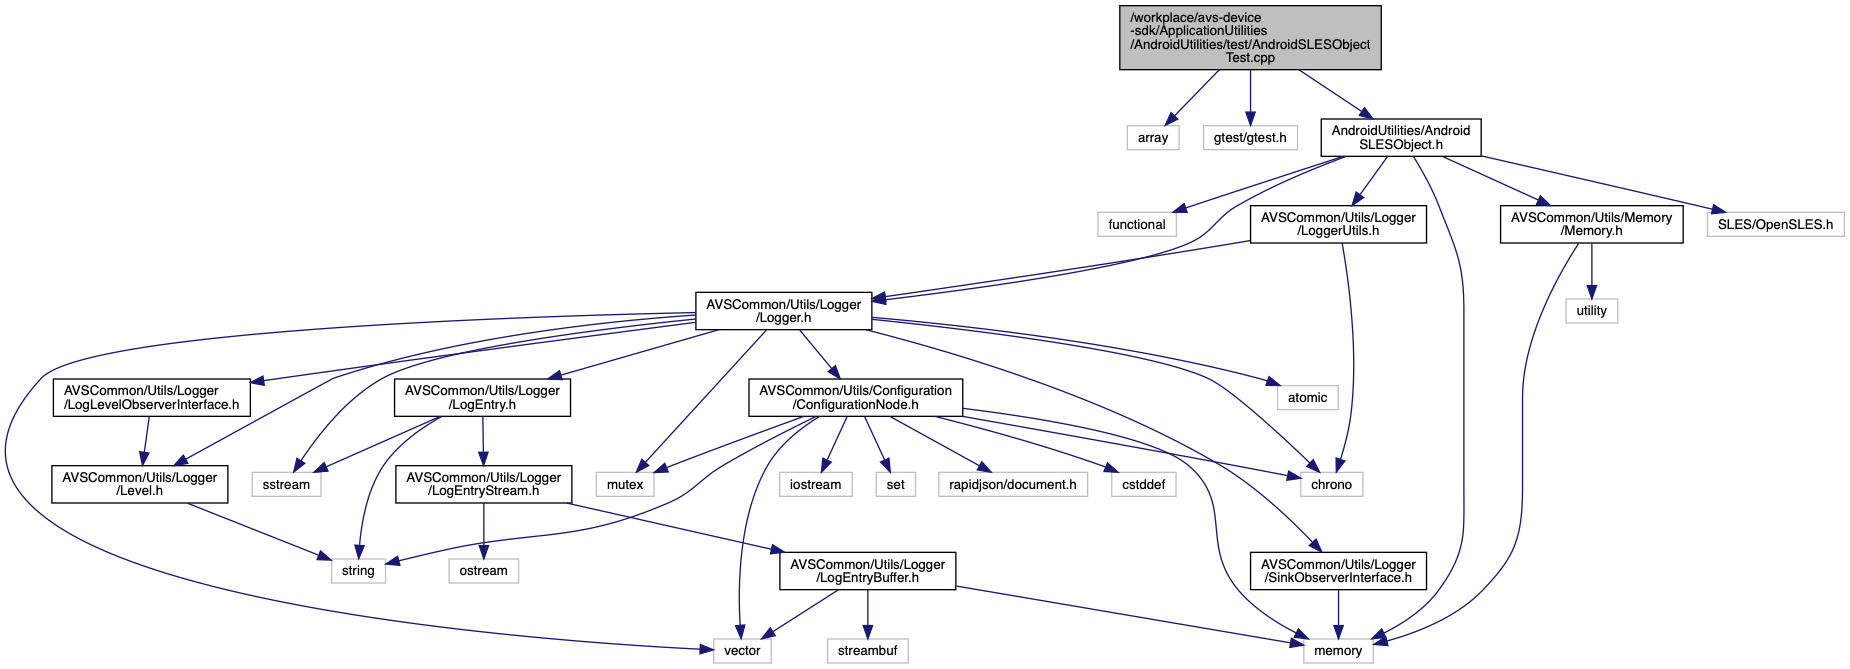 /workplace/avs-device
-sdk/ApplicationUtilities
/AndroidUtilities/test/AndroidSLESObject
Test.cpp
array
gtest/gtest.h
AndroidUtilities/Android
SLESObject.h
functional
AVSCommon/Utils/Logger
/LoggerUtils.h
AVSCommon/Utils/Memory
/Memory.h
SLES/OpenSLES.h
AVSCommon/Utils/Logger
/Logger.h
utility
AVSCommon/Utils/Logger
/LogLevelObserverInterface.h
AVSCommon/Utils/Logger
/LogEntry.h
AVSCommon/Utils/Configuration
/ConfigurationNode.h
atomic
AVSCommon/Utils/Logger
/Level.h
sstream
AVSCommon/Utils/Logger
/LogEntryStream.h
mutex
iostream
set
rapidjson/document.h
cstddef
chrono
string
ostream
AVSCommon/Utils/Logger
/LogEntryBuffer.h
AVSCommon/Utils/Logger
/SinkObserverInterface.h
vector
streambuf
memory